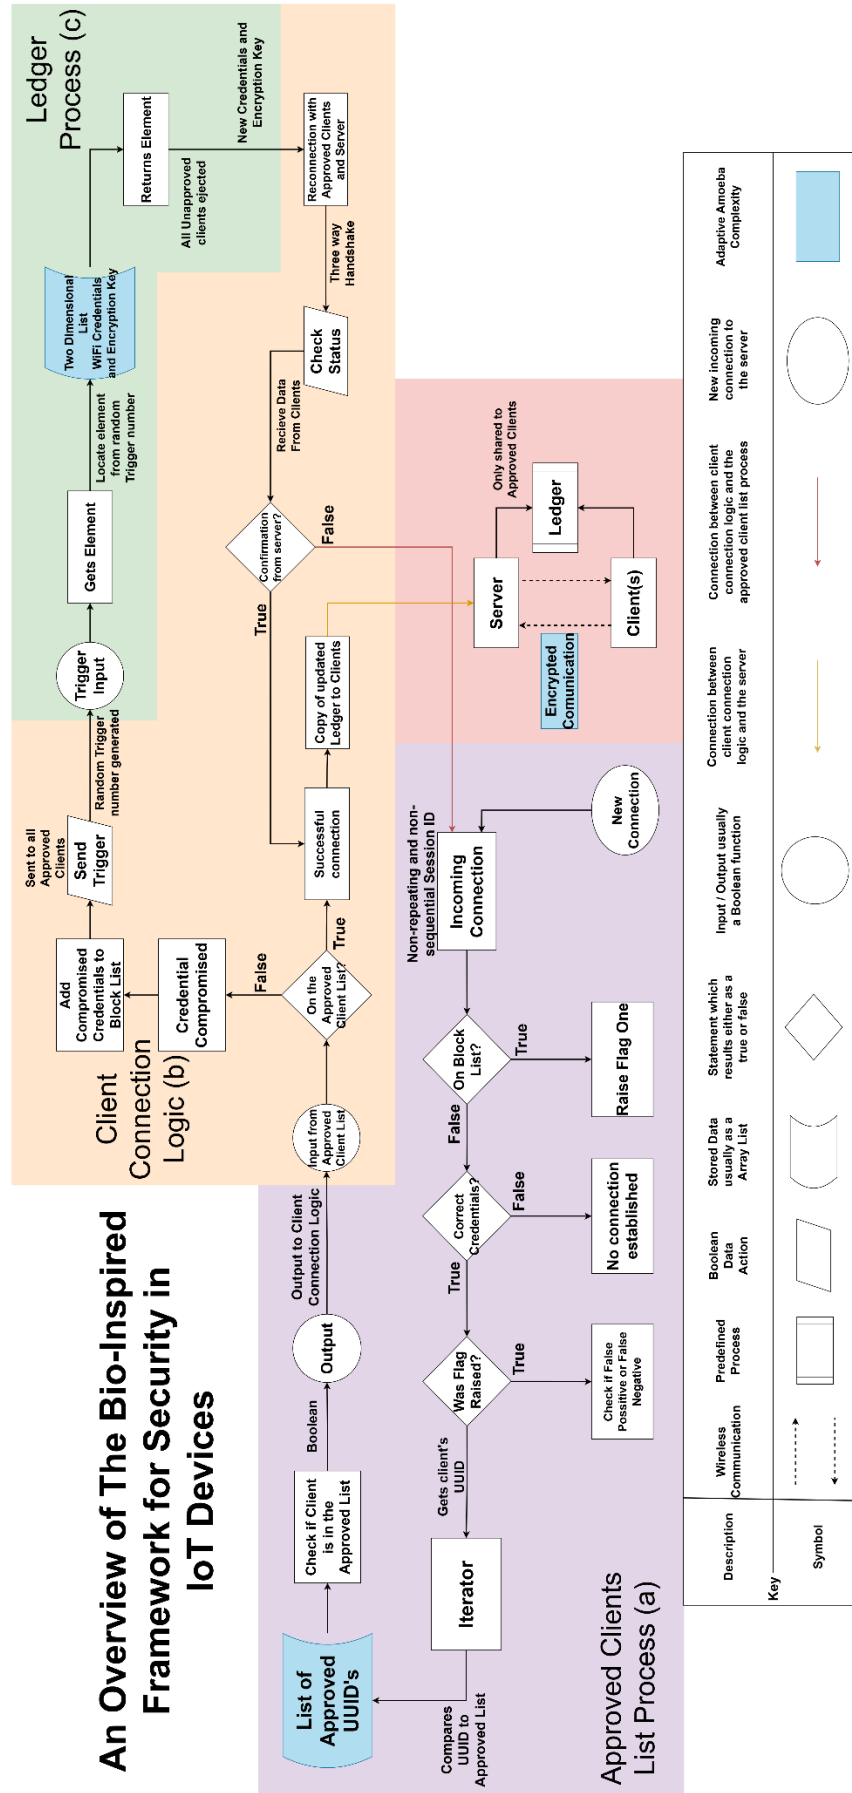 An Overview of The Bio-Inspired
Framework for Security in
IoT Devices
Ledger
Process (c)
Trigger
Input
Gets Element
Locate element
from random
Trigger number
Two Dimensional
List
WiFi Credentials
and Encryption Key
Returns Element
All Unapproved
clients ejected
New Credentials and
Encryption Key
Client
Connection
Logic (b)
Add
Compromised
Credentials to
Block List
Sent to all
Approved
Clients
Send
Trigger
Random Trigger
number generated
Credential
Compromised
False
Input from
Approved
Client List
On the
Approved
Client List?
True
Successful
connection
Copy of updated
Ledger to Clients
True
Confirmation
from server?
False
Recieve Data
From Clients
Check
Status
Three way
Handshake
Reconnection with
Approved Clients
and Server
List of
Approved
UUID's
Check if Client
is in the
Approved List
Boolean
Output
Output to Client
Connection Logic
Compares
UUID to
Approved List
Iterator
Gets client's
UUID
Was Flag
Raised?
True
Check if False
Possitive or False
Negative
True
Correct
Credentials?
False
No connection
established
False
On Block
List?
True
Raise Flag One
Non-repeating and non-
sequential Session ID
Incoming
Connection
New
Connection
Approved Clients
List Process (a)
Encrypted
Comunication
Server
Client(s)
Ledger
Only shared to
Approved Clients
Description
Key
Symbol
Wireless
Communication
Predefined
Process
Boolean
Data
Action
Stored Data
usually as a
Array List
Statement which
results either as a
true or false
Input / Output usually
a Boolean function
Connection between
client connection
logic and the server
Connection between client
connection logic and the
approved client list process
New incoming
connection to
the server
Adaptive Amoeba
Complexity